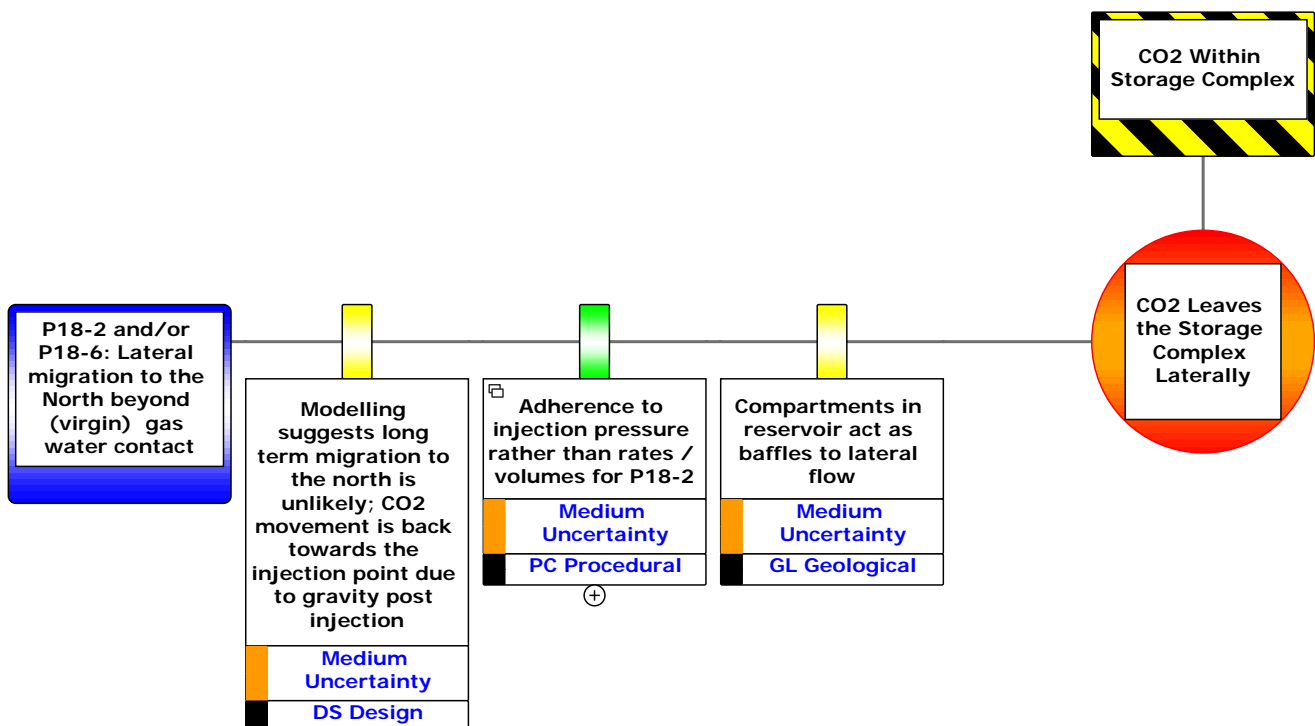 CO2 Within
Storage Complex
P18-2 and/or
P18-6: Lateral
migration to the
North beyond
(virgin) gas
water contact
Modelling
suggests long
term migration to
the north is
unlikely; CO2
movement is back
towards the
injection point due
to gravity post
injection
Medium
Uncertainty
DS Design
Adherence to
injection pressure
rather than rates /
volumes for P18-2
Medium
Uncertainty
PC Procedural
Compartments in
reservoir act as
baffles to lateral
flow
Medium
Uncertainty
GL Geological
CO2 Leaves
the Storage
Complex
Laterally